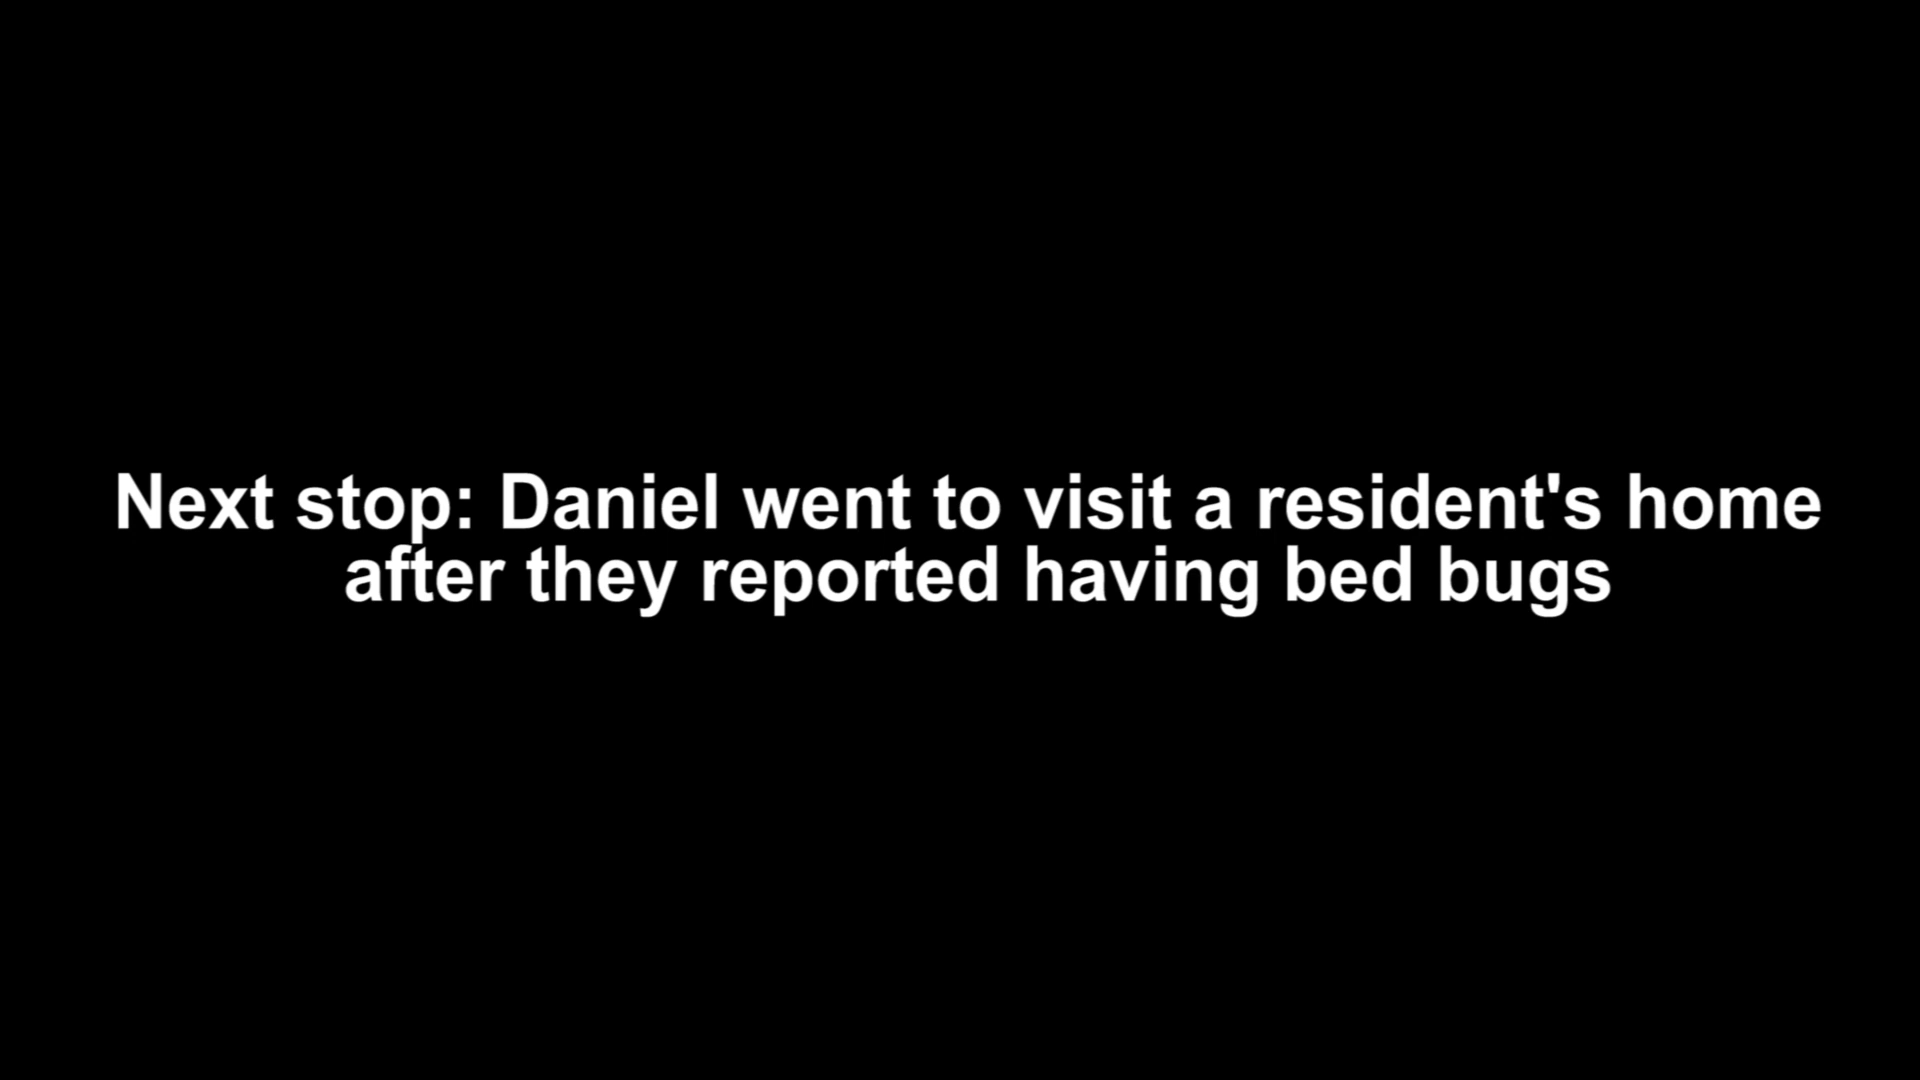 Next stop: Daniel went to visit a resident's home
after they reported having bed bugs